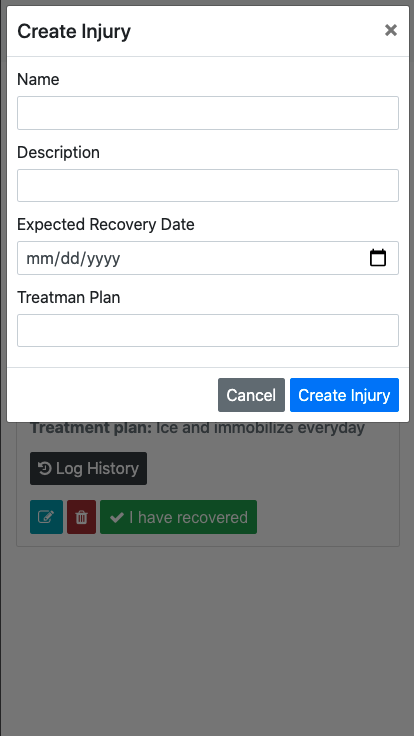 Create Injury
×
Name
Description
Expected Recovery Date
mm/dd/yyyy
Treatman Plan
Cancel Create Injury
Treatment plan: Ice and immobilize everyday
Log History
I have recovered